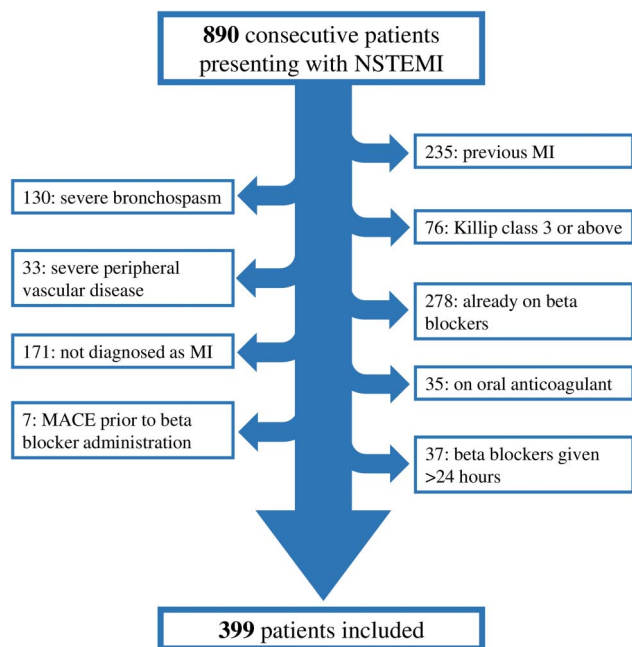 890 consecutive patients
presenting with NSTEMI
235: previous MI
130: severe bronchospasm
76: Killip class 3 or above
33: severe peripheral
vascular disease
278: already on beta
blockers
171: not diagnosed as MI
35: on oral anticoagulant
7: MACE prior to beta
blocker administration
37: beta blockers given
>24 hours
399 patients included